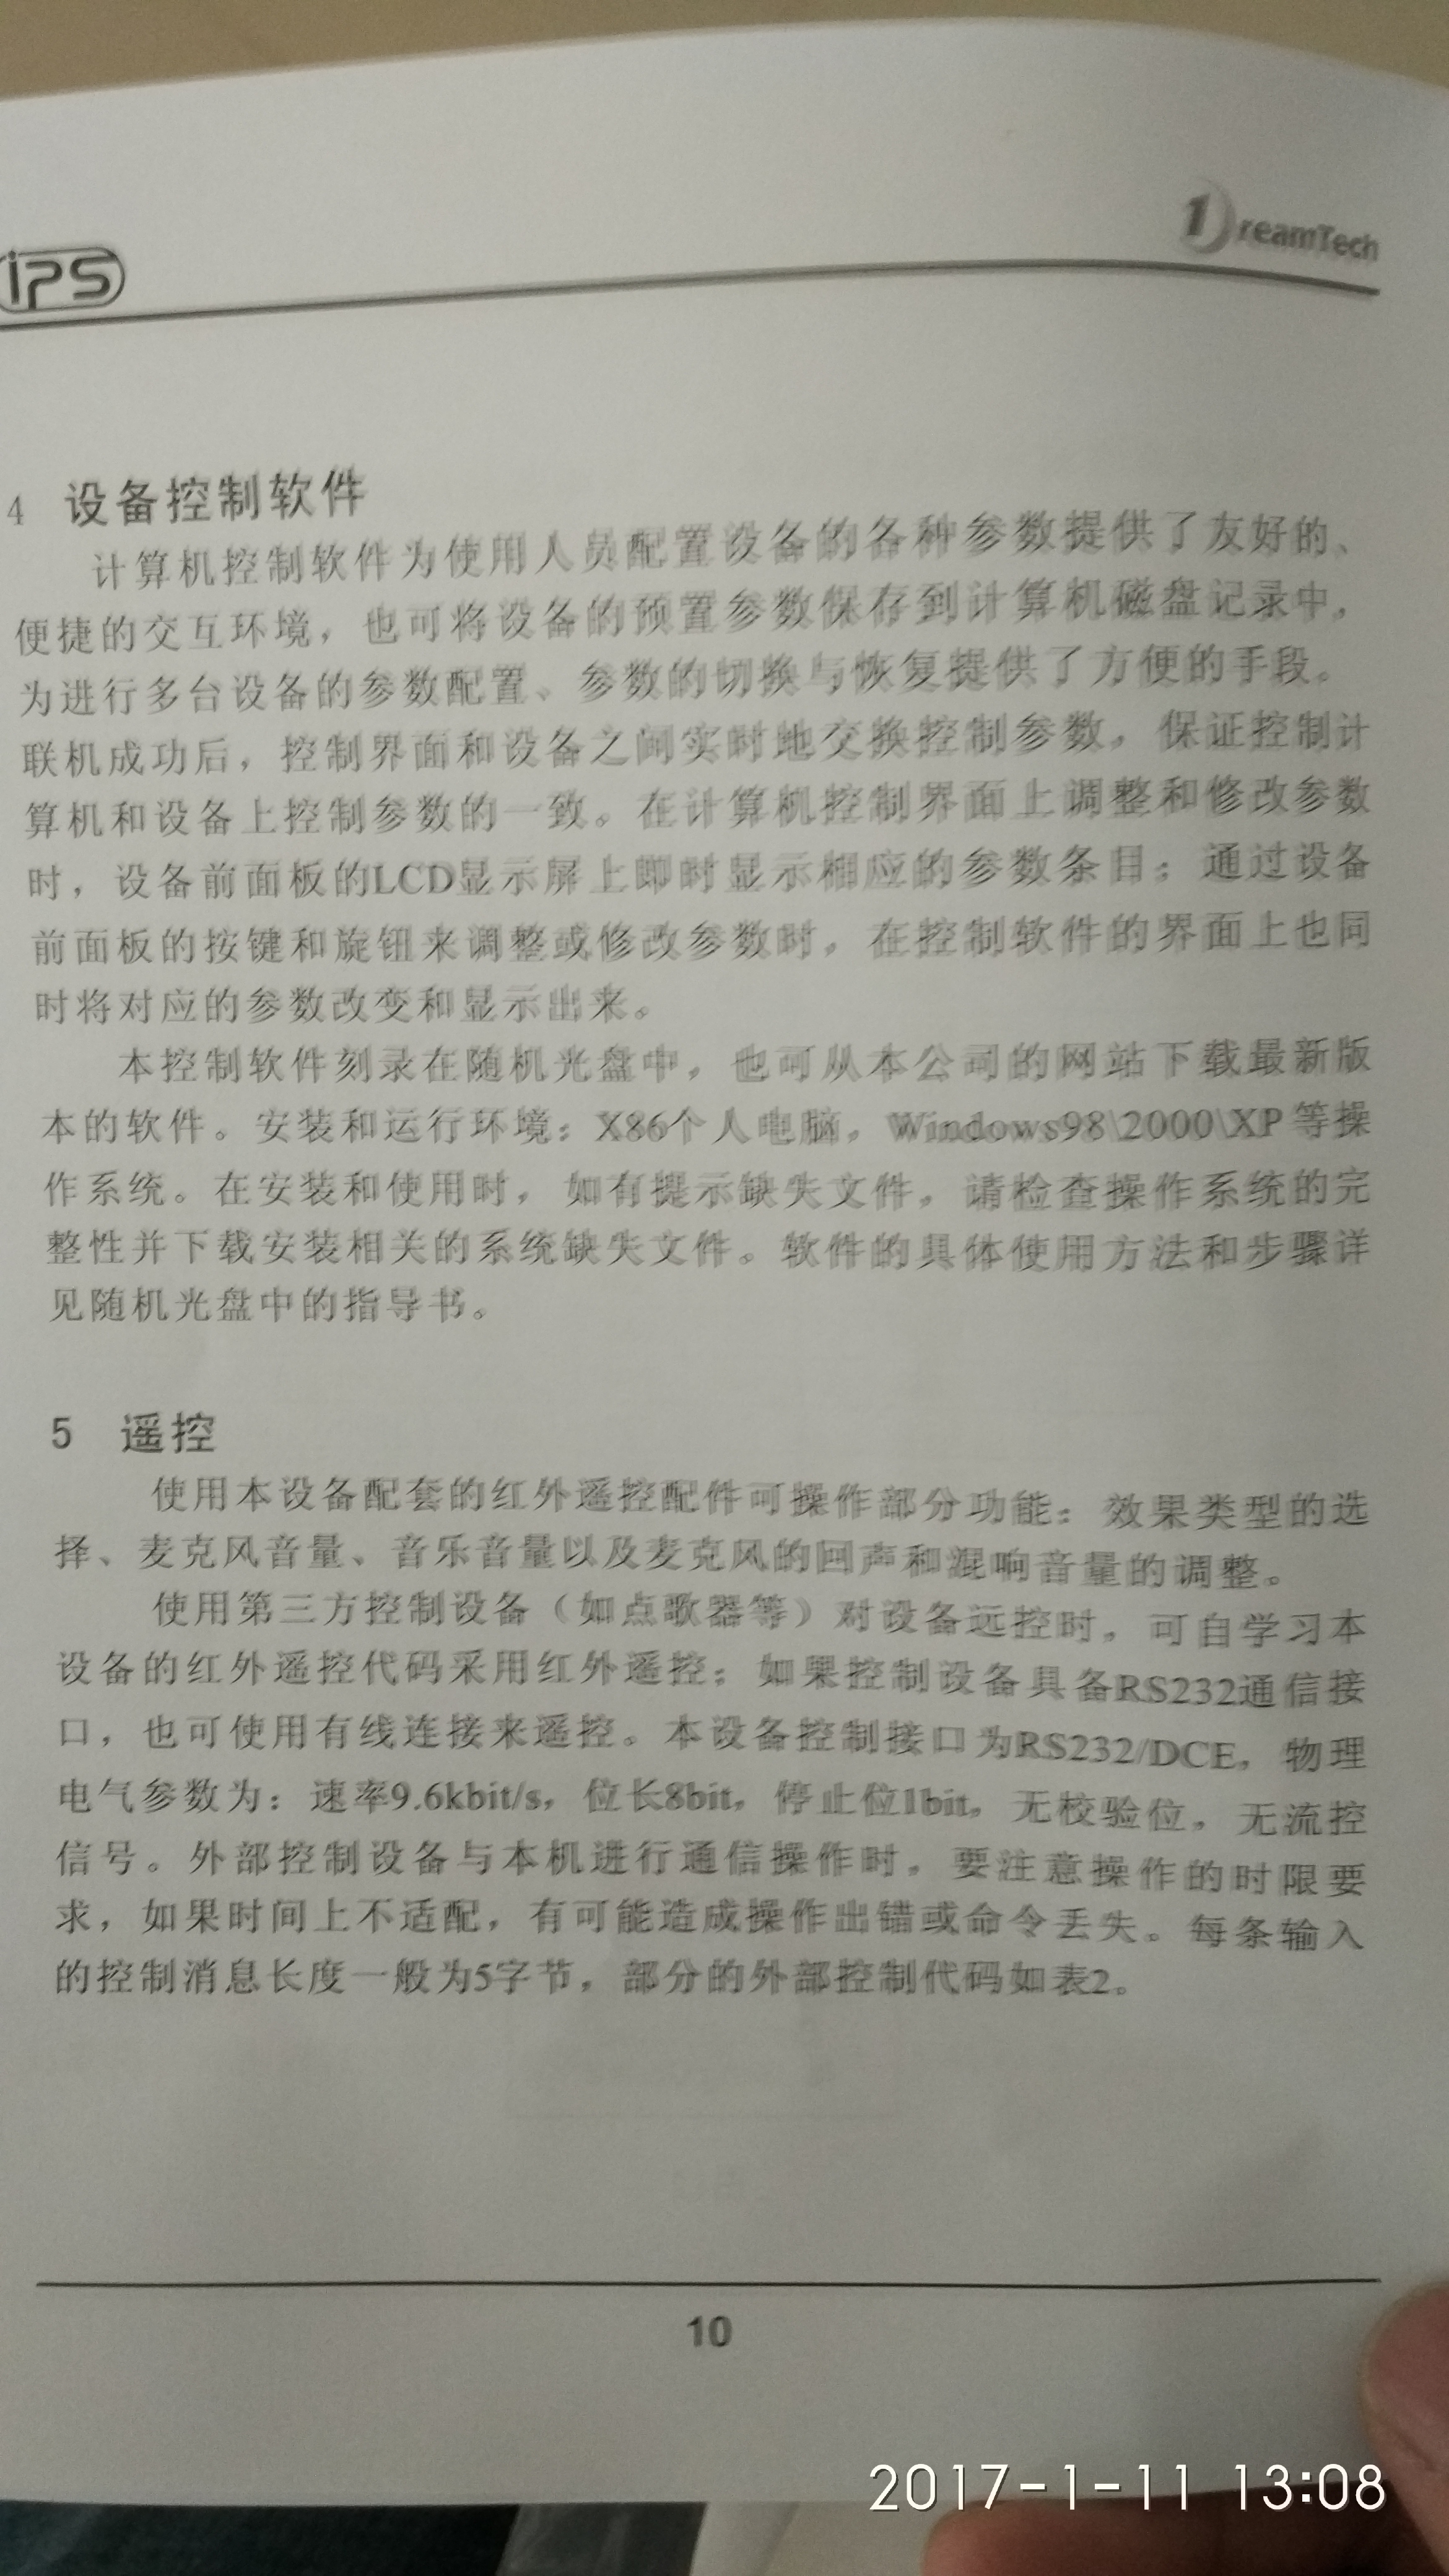 iPS
DreamTech
4 设备控制软件
计算机控制软件为使用人员配置设备的各种参数提供了友好的、
便捷的交互环境，也可将设备的预置参数保存到计算机磁盘记录中，
为进行多台设备的参数配置、参数的切换与恢复提供了方便的手段。
联机成功后，控制界面和设备之间实时地交换控制参数，保证控制计
算机和设备上控制参数的一致。在计算机控制界面上调整和修改参数
时，设备前面板的LCD显示屏上即时显示相应的参数条目；通过设备
前面板的按键和旋钮来调整或修改参数时，在控制软件的界面上也同
时将对应的参数改变和显示出来。
本控制软件刻录在随机光盘中，也可从本公司的网站下载最新版
本的软件。安装和运行环境：X86个人电脑，Windows98\2000\XP等操
作系统。在安装和使用时，如有提示缺失文件，请检查操作系统的完
整性并下载安装相关的系统缺失文件。软件的具体使用方法和步骤详
见随机光盘中的指导书。
5 遥控
使用本设备配套的红外遥控配件可操作部分功能：效果类型的选
择、麦克风音量、音乐音量以及麦克风的回声和混响音量的调整。
使用第三方控制设备（如点歌器等）对设备远控时，可自学习本
设备的红外遥控代码采用红外遥控；如果控制设备具备RS232通信接
口，也可使用有线连接来遥控。本设备控制接口为RS232/DCE，物理
电气参数为：速率9.6kbit/s，位长8bit，停止位1bit，无校验位，无流控
信号。外部控制设备与本机进行通信操作时，要注意操作的时限要
求，如果时间上不适配，有可能造成操作出错或命令丢失。每条输入
的控制消息长度一般为5字节，部分的外部控制代码如表2。
10
2017-1-11 13:08